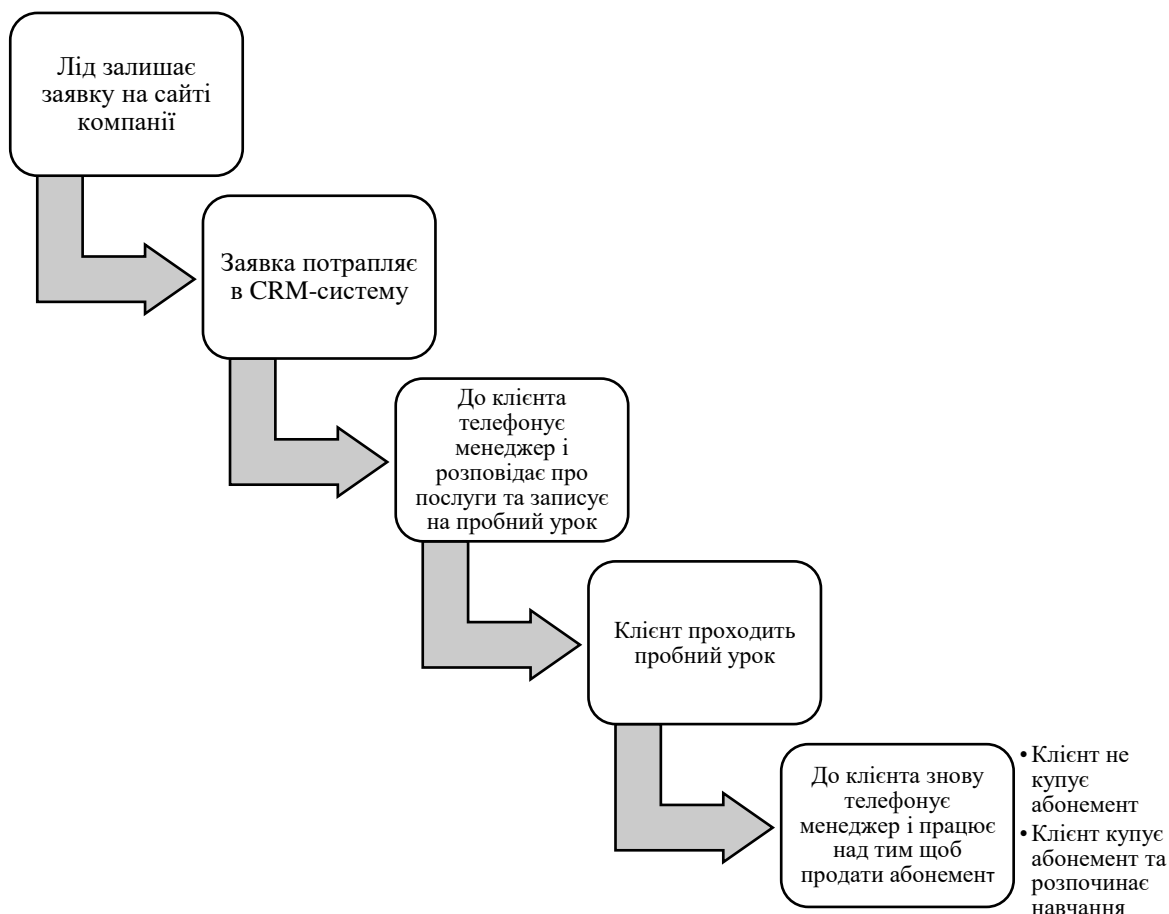 Лід залишає
заявку на сайті
компанії
Заявка потрапляє
в CRM-систему
До клієнта
телефонує
менеджер і
розповідає про
послуги та записує
на пробний урок
Клієнт проходить
пробний урок
До клієнта знову
телефонує
менеджер і працює
над тим щоб
продати абонемент
• Клієнт не
купує
абонемент
• Клієнт купує
абонемент та
розпочинає
навчання